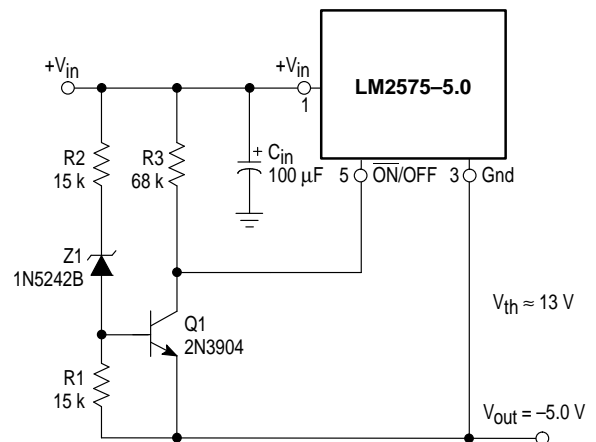 +Vin
+Vin
1
LM2575–5.0
R2
15 k
R3
68 k
+
Cin
100 µF
5
ON/OFF
3
Gnd
Z1
1N5242B
Q1
2N3904
Vth ≈ 13 V
R1
15 k
Vout = –5.0 V